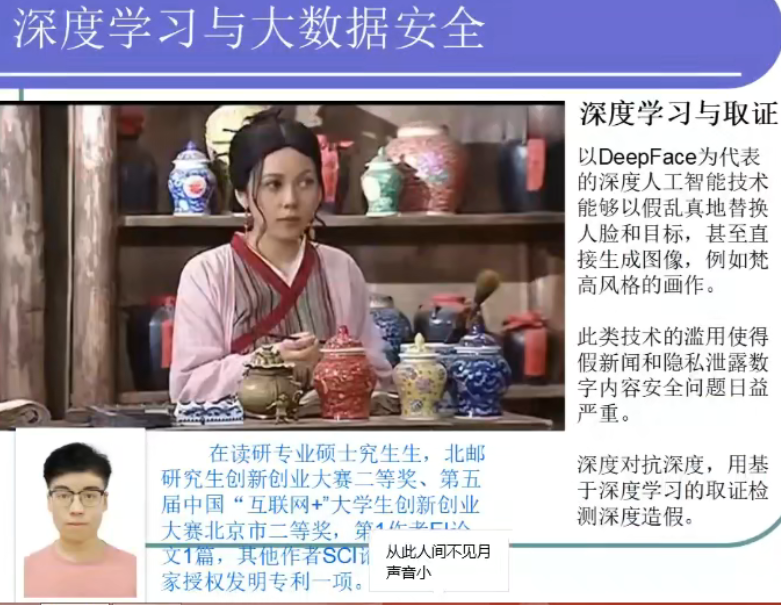 深度学习与大数据安全
深度学习与取证
以DeepFace为代表
的深度人工智能技术
能够以假乱真地替换
人脸和目标，甚至直
接生成图像，例如梵
高风格的画作。
此类技术的滥用使得
假新闻和隐私泄露数
字内容安全问题日益
严重。
深度对抗深度，用基
于深度学习的取证检
测深度造假。
在读研专业硕士究生生，北邮
研究生创新创业大赛二等奖、第五
届中国“互联网+”大学生创新创业
大赛北京市二等奖，第1作者EI论
文1篇，其他作者SCI论
家授权发明专利一项。
从此人间不见月
声音小